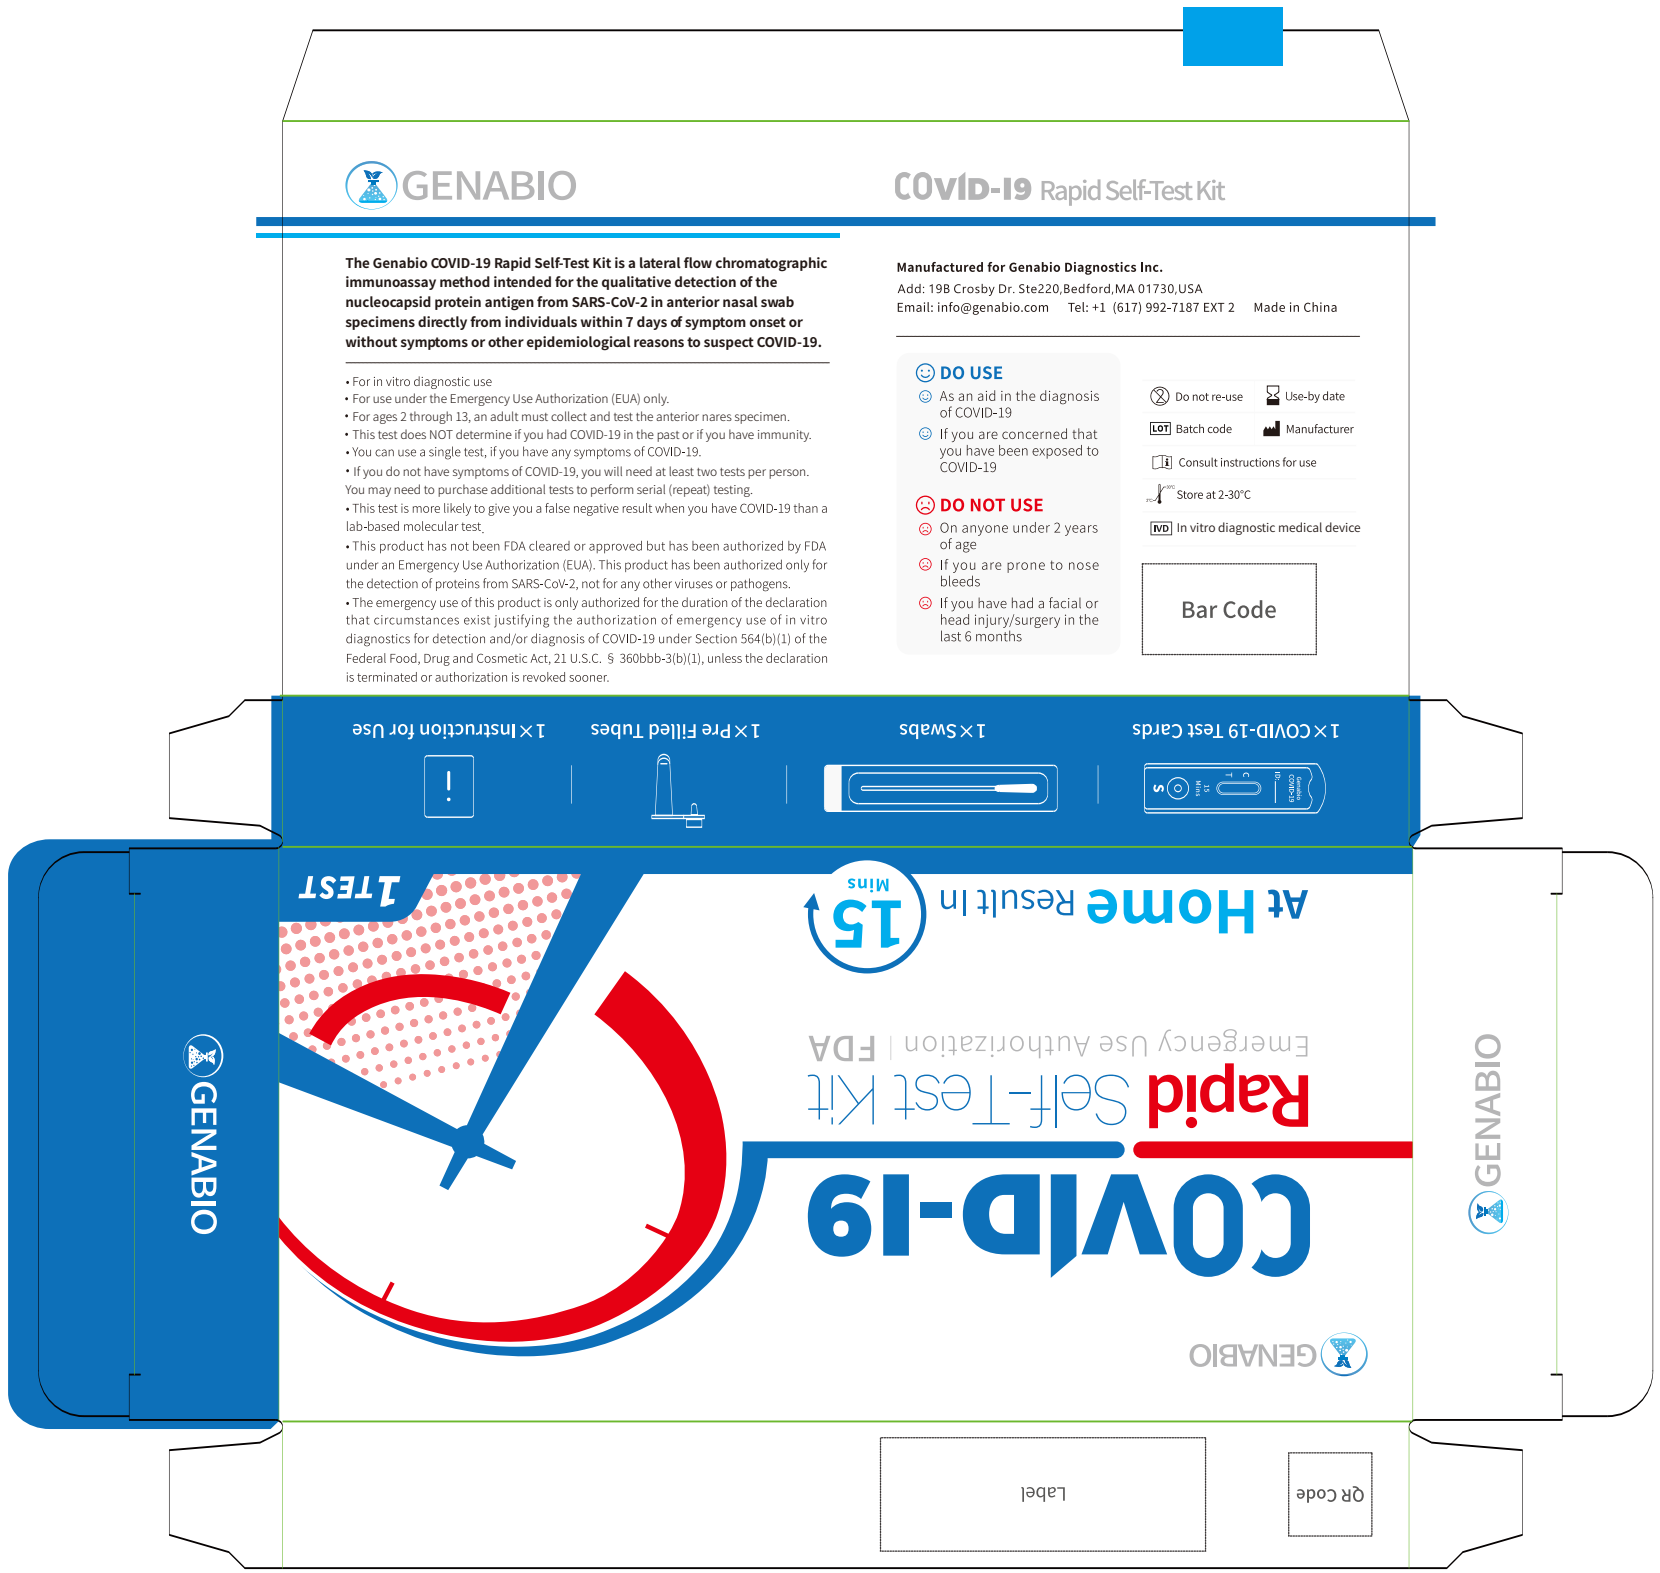 GENABIO
COVID-19 Rapid Self-Test Kit
The Genabio COVID-19 Rapid Self-Test Kit is a lateral flow chromatographic
immunoassay method intended for the qualitative detection of the
nucleocapsid protein antigen from SARS-CoV-2 in anterior nasal swab
specimens directly from individuals within 7 days of symptom onset or
without symptoms or other epidemiological reasons to suspect COVID-19.
• For in vitro diagnostic use
• For use under the Emergency Use Authorization (EUA) only.
• For ages 2 through 13, an adult must collect and test the anterior nares specimen.
• This test does NOT determine if you had COVID-19 in the past or if you have immunity.
• You can use a single test, if you have any symptoms of COVID-19.
• If you do not have symptoms of COVID-19, you will need at least two tests per person.
You may need to purchase additional tests to perform serial (repeat) testing.
• This test is more likely to give you a false negative result when you have COVID-19 than a
lab-based molecular test.
• This product has not been FDA cleared or approved but has been authorized by FDA
under an Emergency Use Authorization (EUA). This product has been authorized only for
the detection of proteins from SARS-CoV-2, not for any other viruses or pathogens.
• The emergency use of this product is only authorized for the duration of the declaration
that circumstances exist justifying the authorization of emergency use of in vitro
diagnostics for detection and/or diagnosis of COVID-19 under Section 564(b)(1) of the
Federal Food, Drug and Cosmetic Act, 21 U.S.C. § 360bbb-3(b)(1), unless the declaration
is terminated or authorization is revoked sooner.
Manufactured for Genabio Diagnostics lnc.
Add: 19B Crosby Dr. Ste220,Bedford,MA 01730,USA
Email: info@genabio.com Tel: +1 (617) 992-7187 EXT 2 Made in China
DO USE
As an aid in the diagnosis
of COVID-19
If you are concerned that
you have been exposed to
COVID-19
DO NOT USE
On anyone under 2 years
of age
If you are prone to nose
bleeds
If you have had a facial or
head injury/surgery in the
last 6 months
2 Do not re-use
Use-by date
LOT Batch code
Manufacturer
i Consult instructions for use
2°C 30°C Store at 2-30°C
IVD In vitro diagnostic medical device
Bar Code
1×COVID-19 Test Cards
1×Swabs
1×Pre Filled Tubes
1×Instruction for Use
Genabio
COVID-19
ID:
C
T
15
Mins
S
!
GENABIO
COVID-19
Rapid Self-Test Kit
Emergency Use Authorization | FDA
At Home Result In 15
Mins
1TEST
GENABIO
GENABIO
QR Code
Label